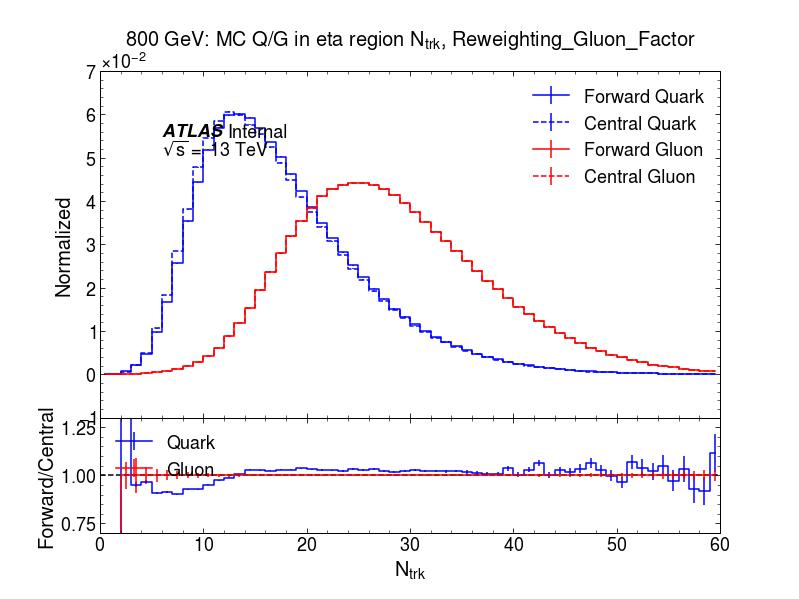 800 GeV: MC Q/G in eta region N_trk, Reweighting_Gluon_Factor
×10⁻²
7
6
5
4
3
2
1
0
−1
Normalized
ATLAS Internal
√s = 13 TeV
Forward Quark
Central Quark
Forward Gluon
Central Gluon
1.25
1.00
0.75
Forward/Central
Quark
Gluon
0 10 20 30 40 50 60
N_trk